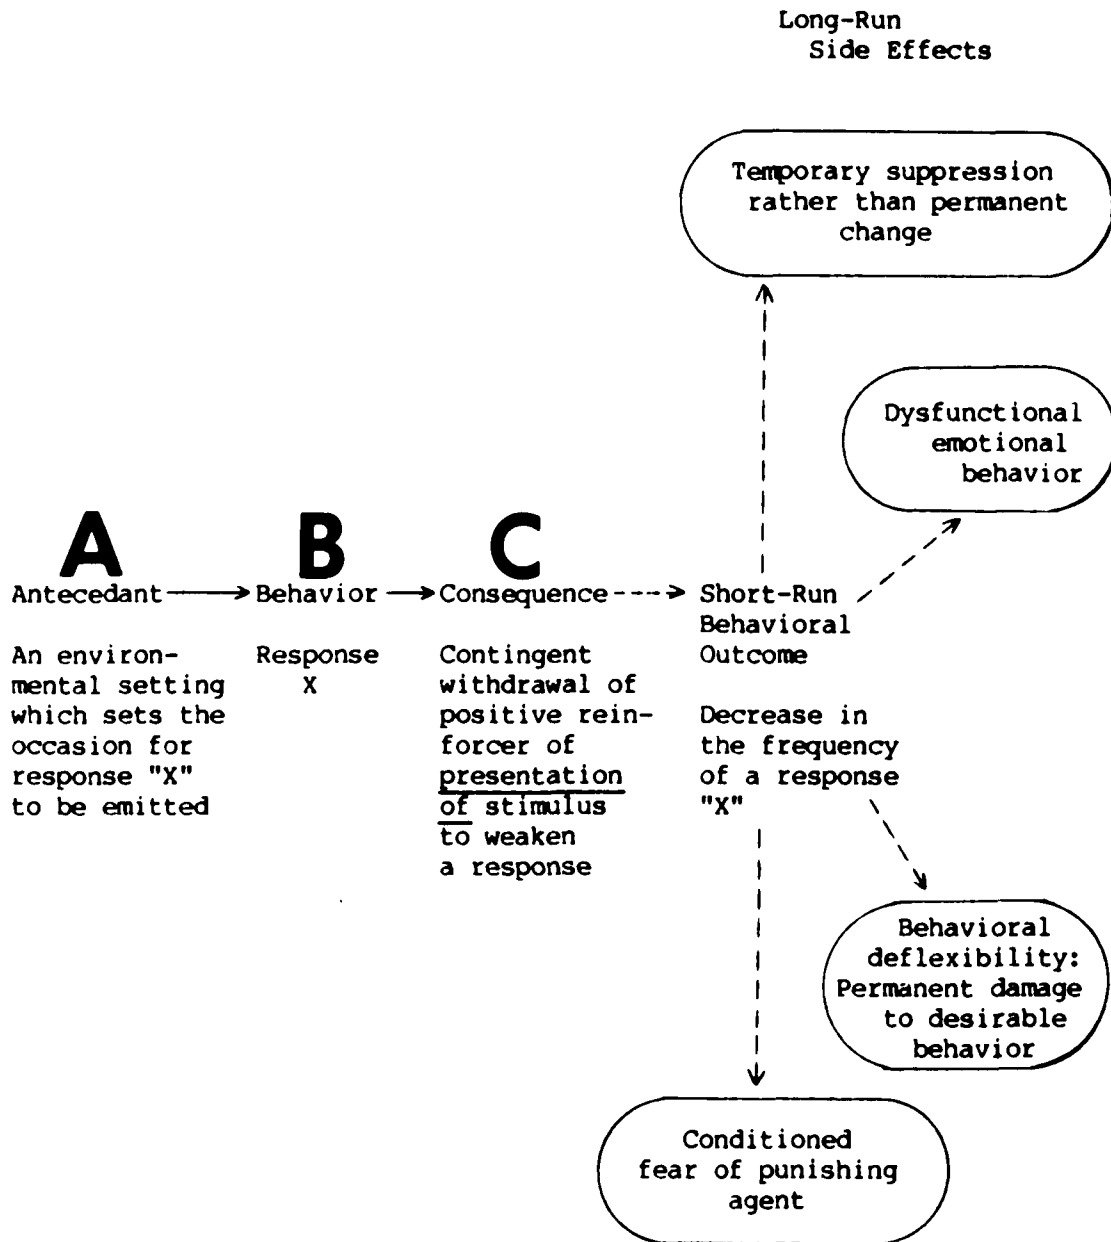 Long-Run
Side Effects
Temporary suppression
rather than permanent
change
Dysfunctional
emotional
behavior
A
B
C
Antecedant
Behavior
Consequence
Short-Run
Behavioral
Outcome
An environ-
mental setting
which sets the
occasion for
response "X"
to be emitted
Response
X
Contingent
withdrawal of
positive rein-
forcer of
presentation
of stimulus
to weaken
a response
Decrease in
the frequency
of a response
"X"
Behavioral
deflexibility:
Permanent damage
to desirable
behavior
Conditioned
fear of punishing
agent